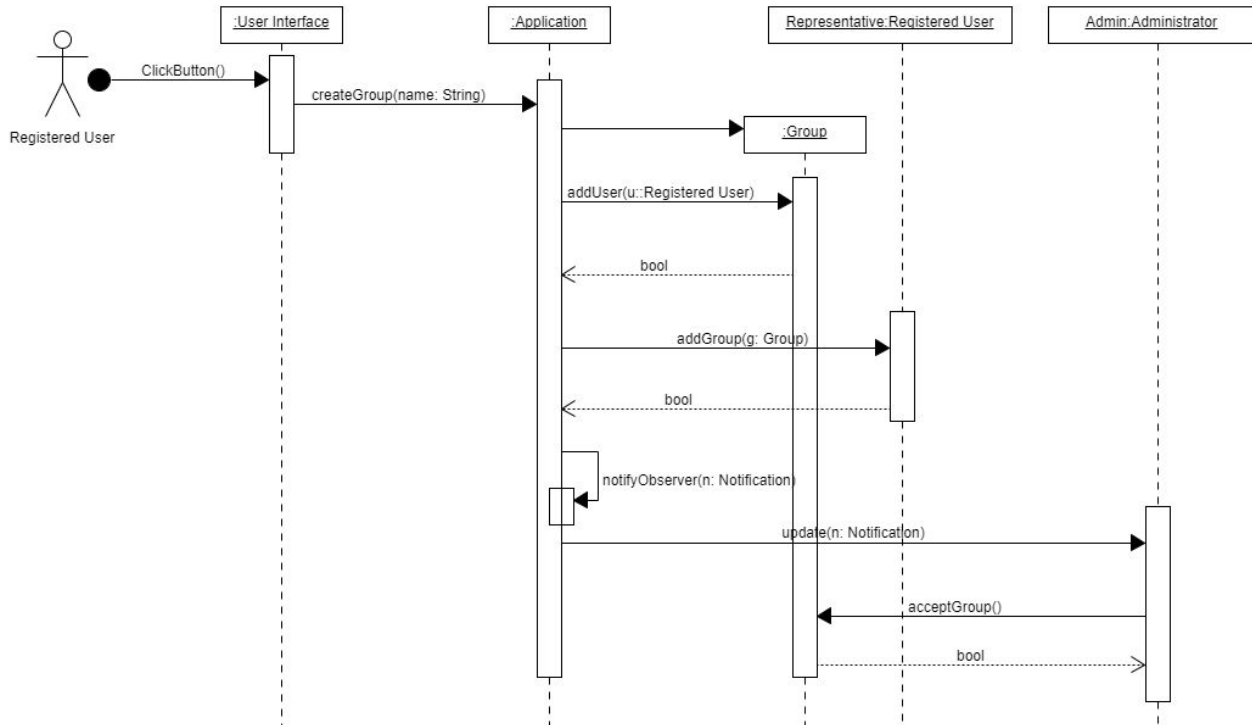 :User Interface
:Application
Representative:Registered User
Admin:Administrator
ClickButton()
createGroup(name: String)
Registered User
:Group
addUser(u::Registered User)
bool
addGroup(g: Group)
bool
notifyObserver(n: Notification)
update(n: Notification)
acceptGroup()
bool